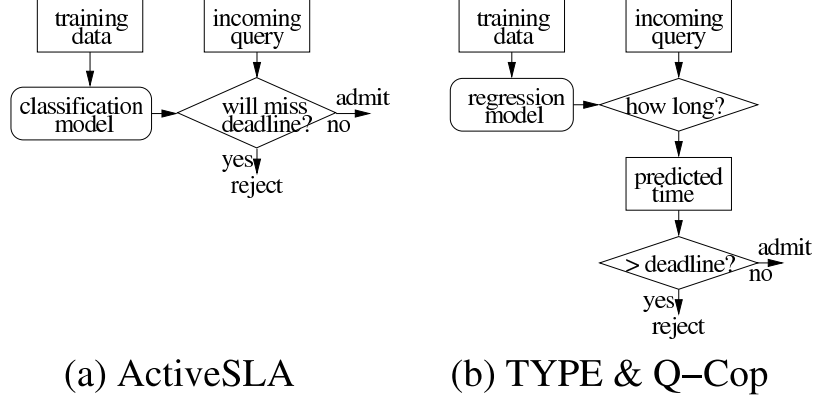 training
data
incoming
query
classification
model
will miss
deadline?
admit
no
yes
reject
(a) ActiveSLA
training
data
incoming
query
regression
model
how long?
predicted
time
> deadline?
admit
no
yes
reject
(b) TYPE & Q−Cop